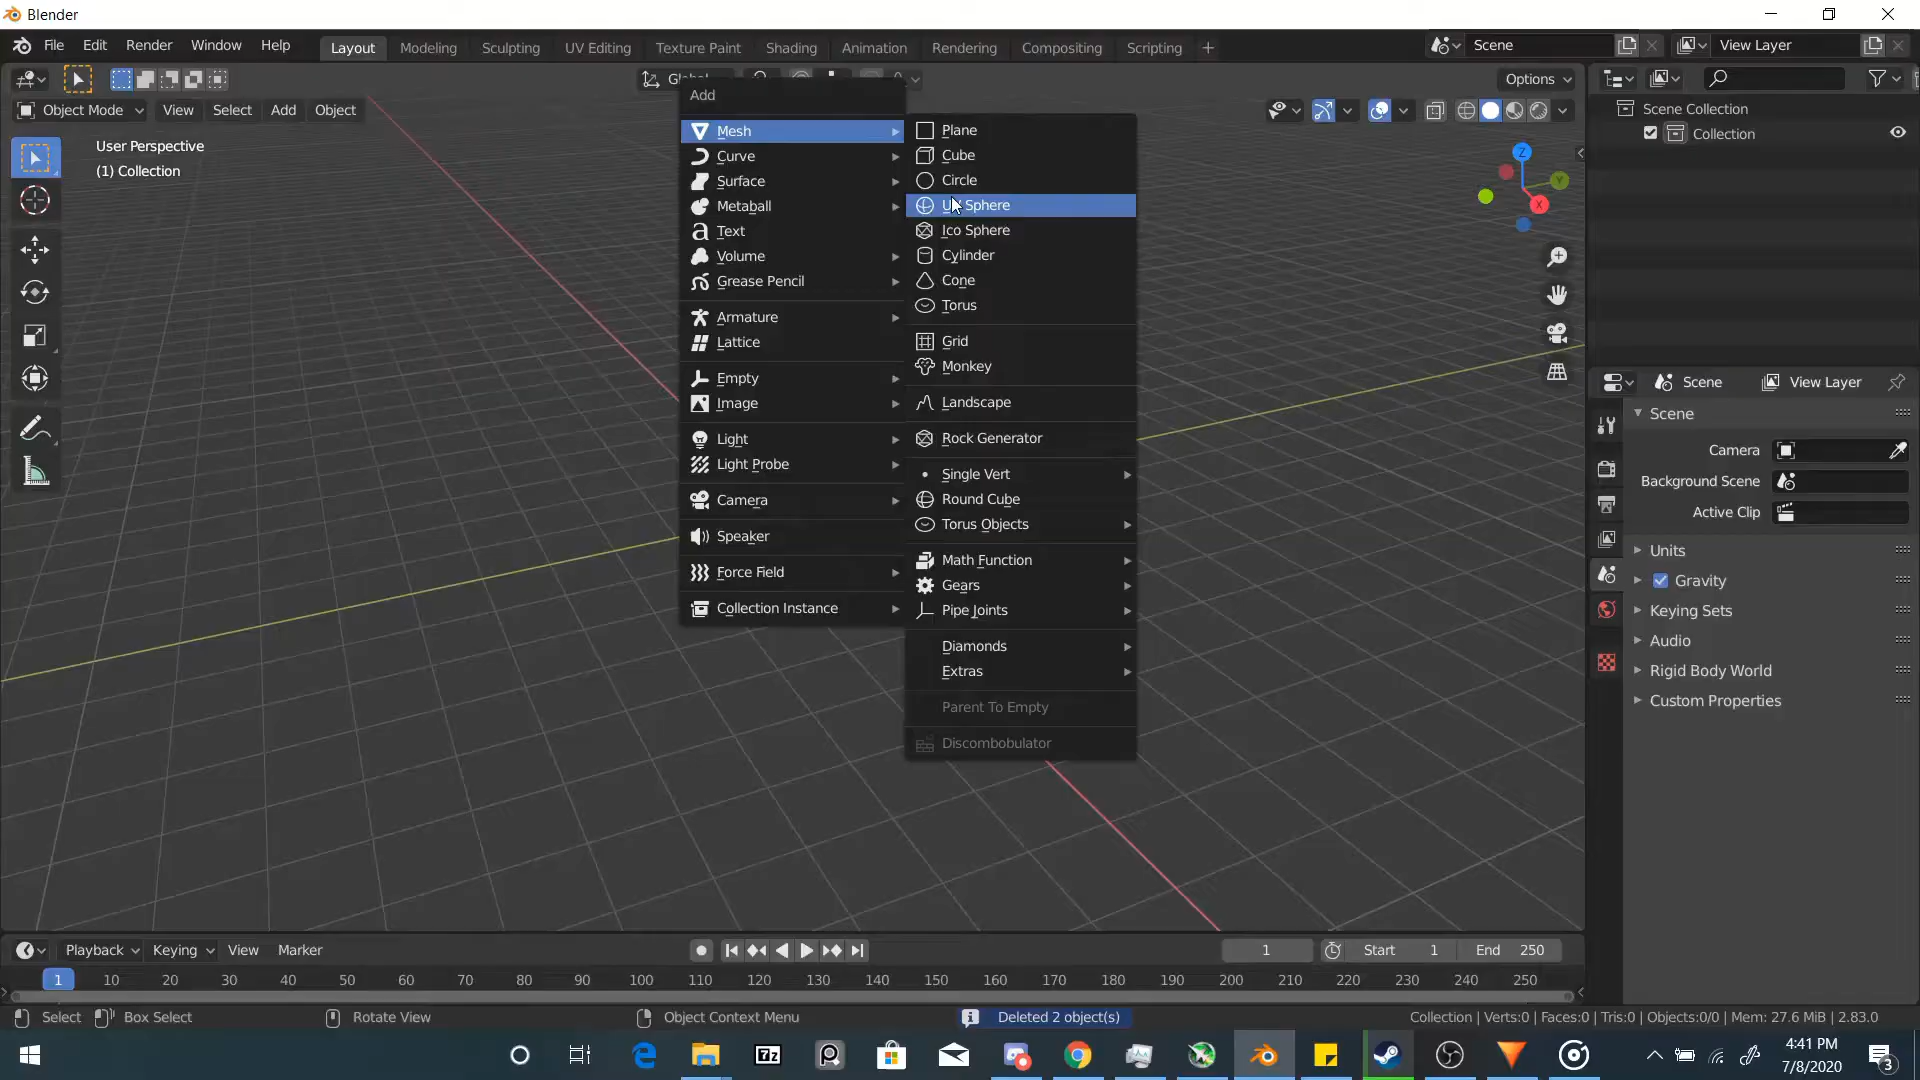 Blender
File Edit Render Window Help Layout Modeling Sculpting UV Editing Texture Paint Shading Animation Rendering Compositing Scripting + Scene View Layer
Options
Object Mode View Select Add Object
User Perspective
(1) Collection
Add
Mesh
Curve
Surface
Metaball
Text
Volume
Grease Pencil
Armature
Lattice
Empty
Image
Light
Light Probe
Camera
Speaker
Force Field
Collection Instance
Plane
Cube
Circle
UV Sphere
Ico Sphere
Cylinder
Cone
Torus
Grid
Monkey
Landscape
Rock Generator
Single Vert
Round Cube
Torus Objects
Math Function
Gears
Pipe Joints
Diamonds
Extras
Parent To Empty
Discombobulator
Z
Y
X
Scene Collection
Collection
Scene View Layer
Scene
Camera
Background Scene
Active Clip
Units
Gravity
Keying Sets
Audio
Rigid Body World
Custom Properties
Playback Keying View Marker 1 Start 1 End 250
1 10 20 30 40 50 60 70 80 90 100 110 120 130 140 150 160 170 180 190 200 210 220 230 240 250
Select Box Select Rotate View Object Context Menu Deleted 2 object(s) Collection | Verts:0 | Faces:0 | Tris:0 | Objects:0/0 | Mem: 27.6 MiB | 2.83.0
7z
4:41 PM
7/8/2020
3